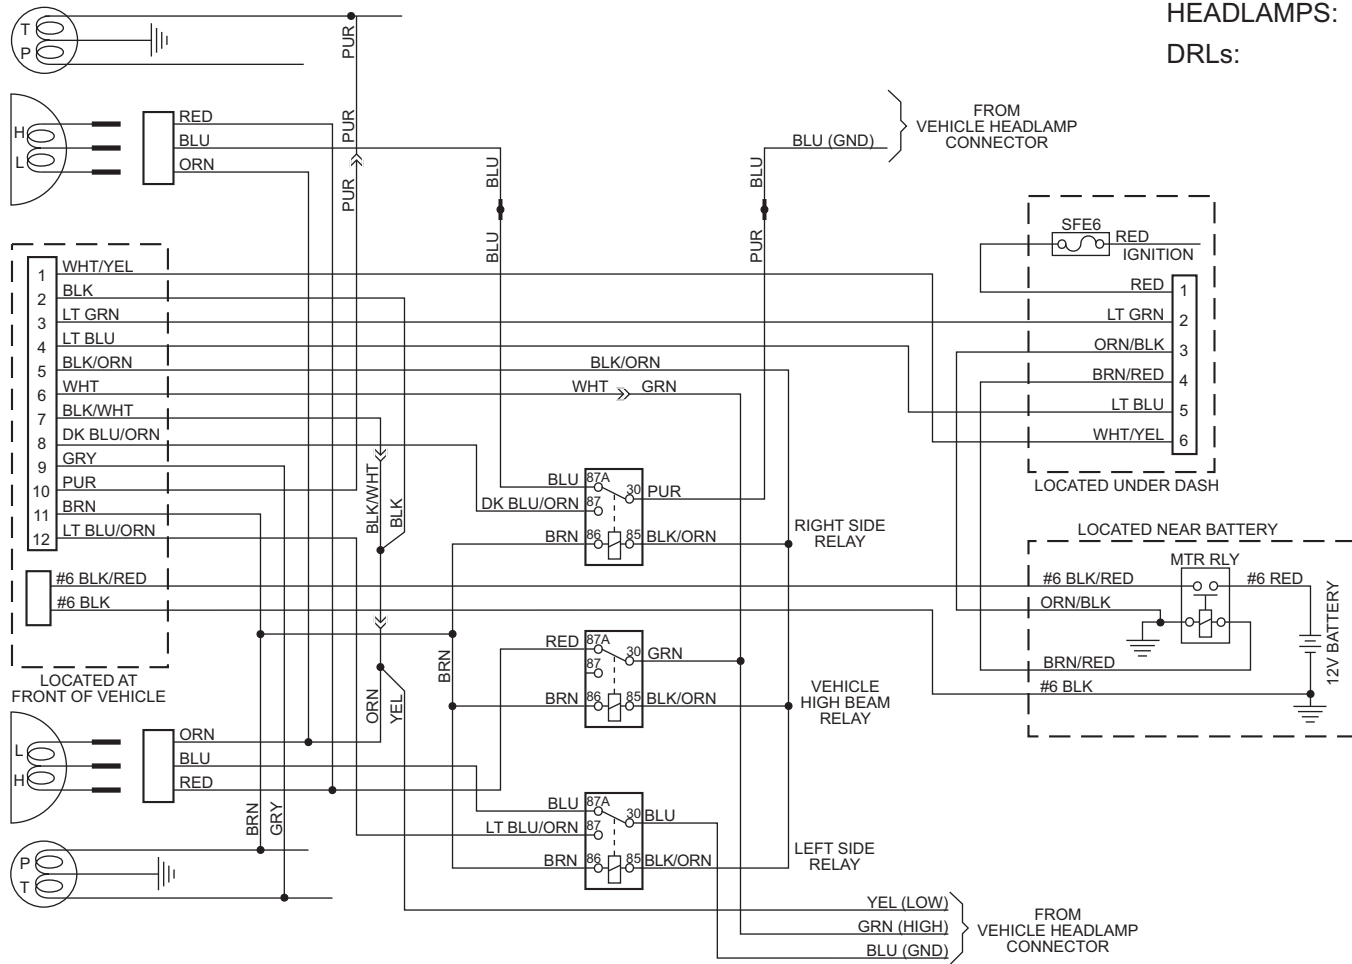 HEADLAMPS:
DRLs:
T
P
PUR
H
L
RED
BLU
ORN
PUR
PUR
BLU
BLU
BLU
PUR
BLU (GND)
FROM
VEHICLE HEADLAMP
CONNECTOR
SFE6
RED
IGNITION
RED 1
LT GRN 2
ORN/BLK 3
BRN/RED 4
LT BLU 5
WHT/YEL 6
LOCATED UNDER DASH
1 WHT/YEL
2 BLK
3 LT GRN
4 LT BLU
5 BLK/ORN
6 WHT
7 BLK/WHT
8 DK BLU/ORN
9 GRY
10 PUR
11 BRN
12 LT BLU/ORN
#6 BLK/RED
#6 BLK
LOCATED AT
FRONT OF VEHICLE
BLK/ORN
WHT GRN
BLK/WHT
BLK
BLU 87A 30 PUR
DK BLU/ORN 87
BRN 86 85 BLK/ORN
RIGHT SIDE
RELAY
LOCATED NEAR BATTERY
MTR RLY
#6 BLK/RED
#6 RED
ORN/BLK
BRN/RED
#6 BLK
12V BATTERY
RED 87A 30 GRN
87
BRN 86 85 BLK/ORN
VEHICLE
HIGH BEAM
RELAY
BRN
ORN
YEL
L
H
ORN
BLU
RED
BRN
GRY
P
T
BLU 87A 30 BLU
LT BLU/ORN 87
BRN 86 85 BLK/ORN
LEFT SIDE
RELAY
YEL (LOW)
GRN (HIGH)
BLU (GND)
FROM
VEHICLE HEADLAMP
CONNECTOR